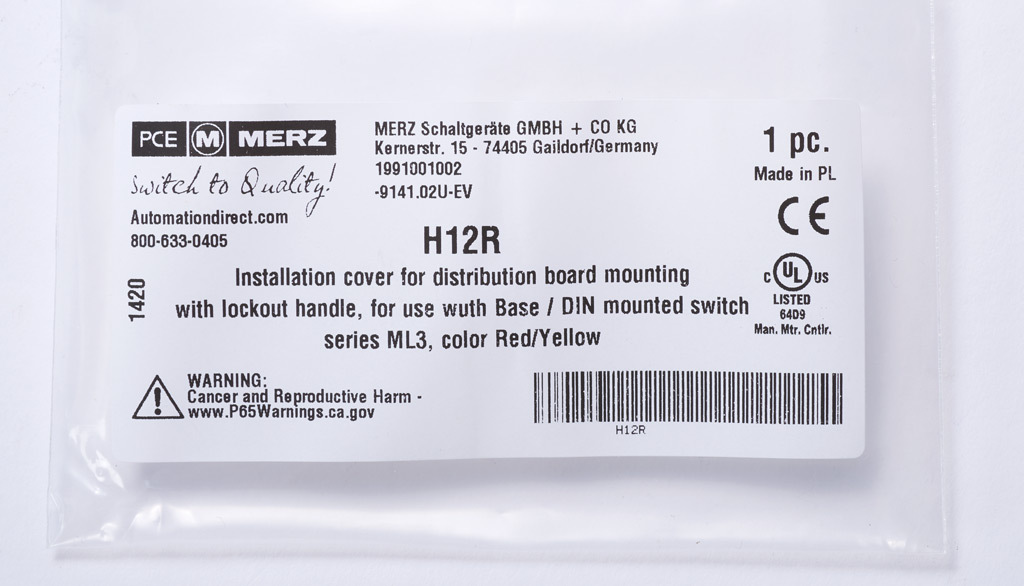 PCE M MERZ
Switch to Quality!
Automationdirect.com
800-633-0405
MERZ Schaltgeräte GMBH + CO KG
Kernerstr. 15 - 74405 Gaildorf/Germany
1991001002
-9141.02U-EV
1 pc.
Made in PL
CE
H12R
Installation cover for distribution board mounting
with lockout handle, for use wuth Base / DIN mounted switch
series ML3, color Red/Yellow
1420
C UL US
LISTED
64D9
Man. Mtr. Cntlr.
WARNING:
Cancer and Reproductive Harm -
www.P65Warnings.ca.gov
H12R